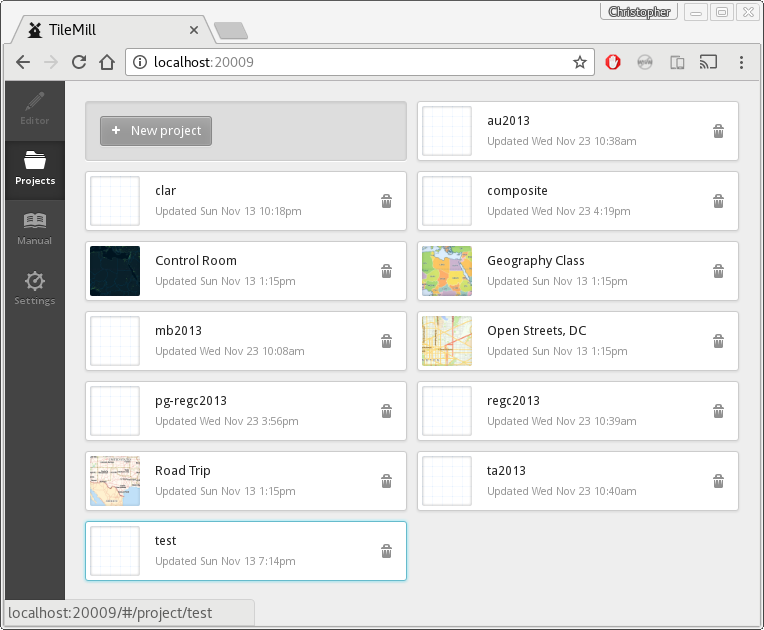 Christopher
TileMill
localhost:20009
Editor
Projects
Manual
Settings
+ New project
au2013
Updated Wed Nov 23 10:38am
clar
Updated Sun Nov 13 10:18pm
composite
Updated Wed Nov 23 4:19pm
Control Room
Updated Sun Nov 13 1:15pm
Geography Class
Updated Sun Nov 13 1:15pm
mb2013
Updated Wed Nov 23 10:08am
Open Streets, DC
Updated Sun Nov 13 1:15pm
pg-regc2013
Updated Wed Nov 23 3:56pm
regc2013
Updated Wed Nov 23 10:39am
Road Trip
Updated Sun Nov 13 1:15pm
ta2013
Updated Wed Nov 23 10:40am
test
Updated Sun Nov 13 7:14pm
localhost:20009/#/project/test